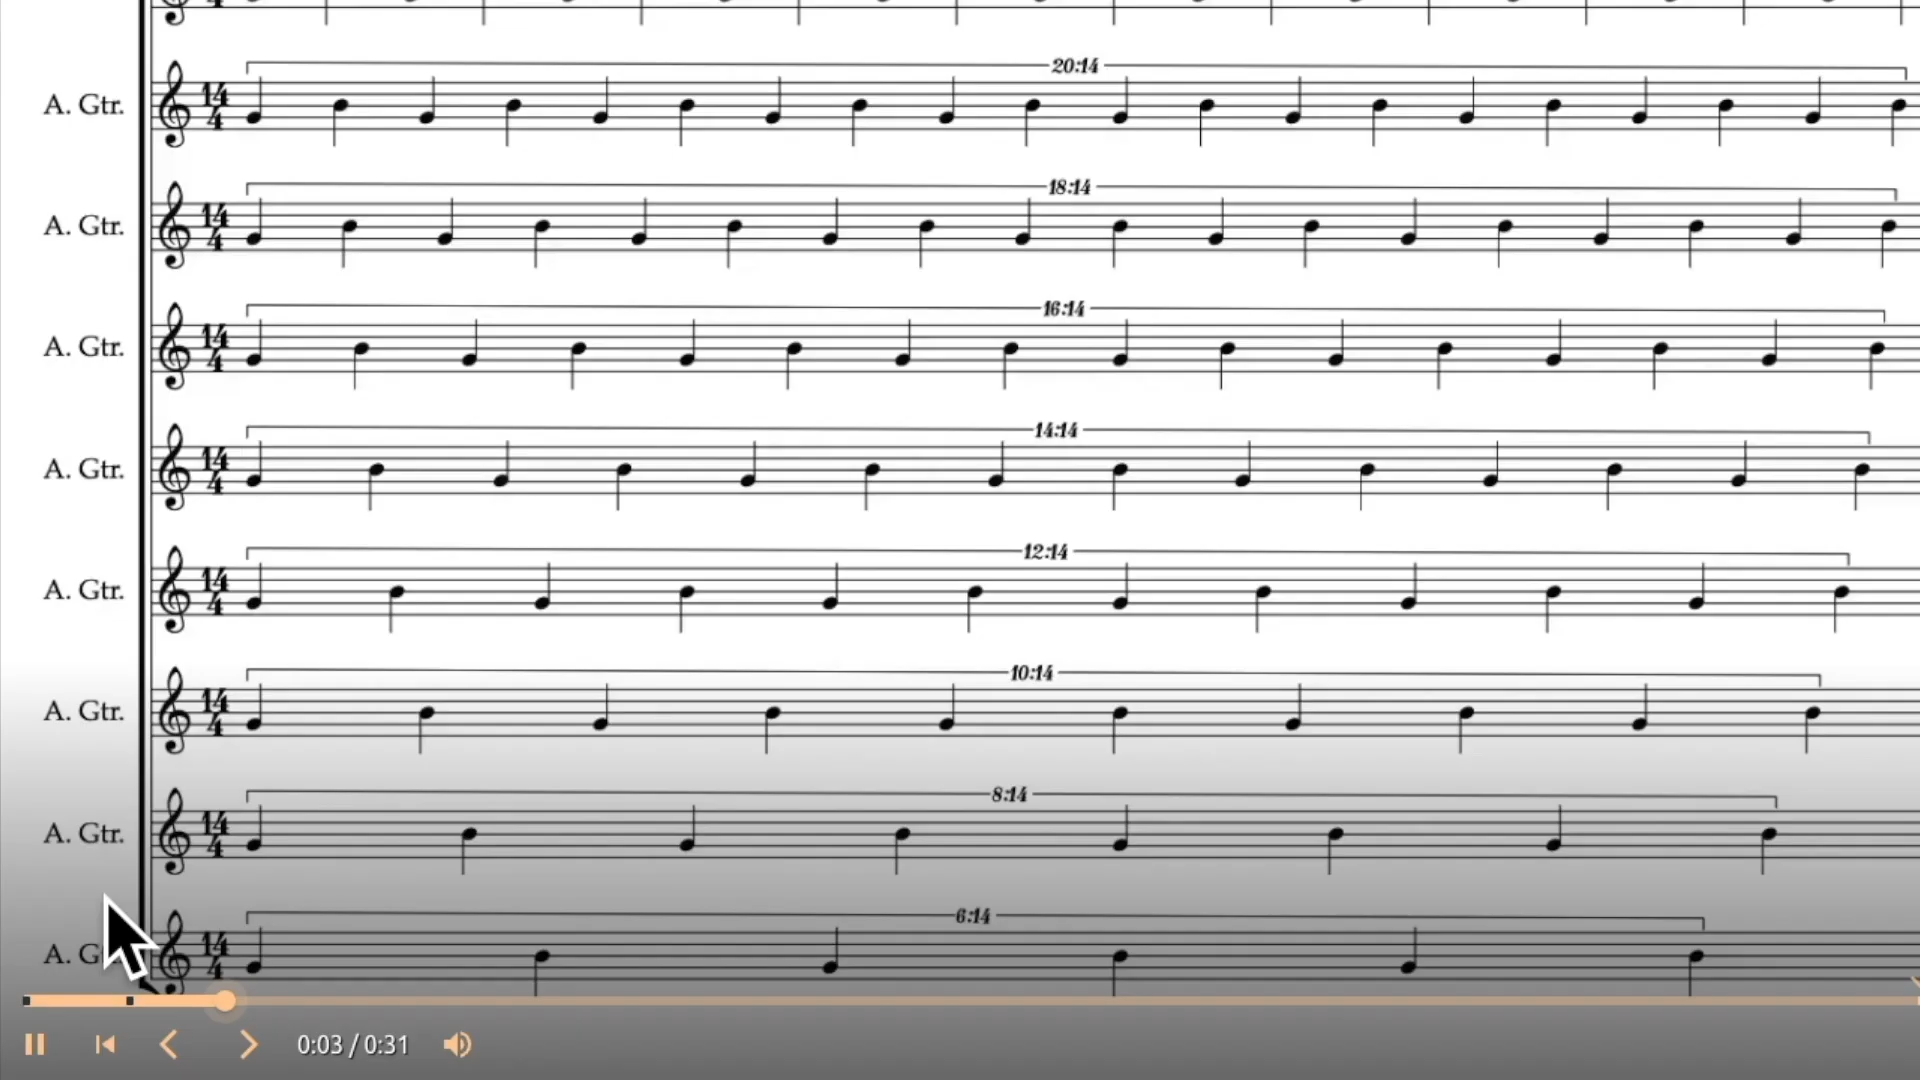 20:14
A. Gtr. 14 4
18:14
A. Gtr. 14 4
16:14
A. Gtr. 14 4
14:14
A. Gtr. 14 4
12:14
A. Gtr. 14 4
10:14
A. Gtr. 14 4
8:14
A. Gtr. 14 4
6:14
A. G 14 4
0:03 / 0:31